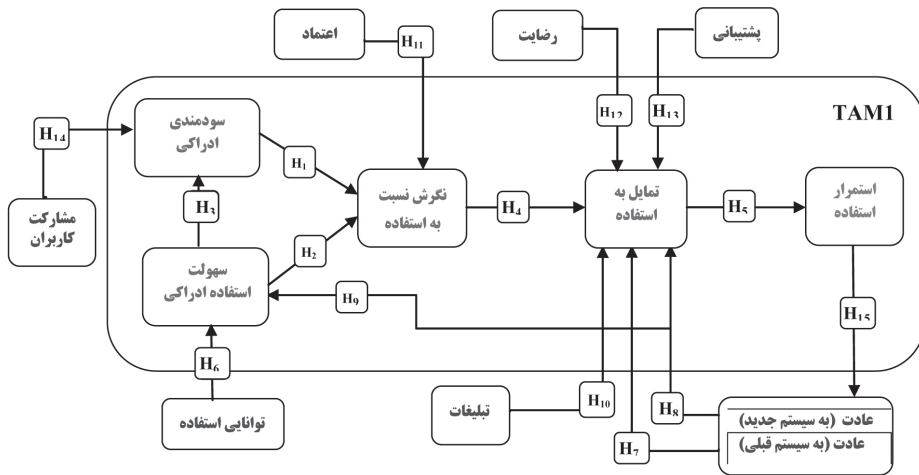 اعتماد
H11
رضایت
پشتیبانی
H12
H13
TAM1
H14
سودمندی
ادراکی
H1
نگرش نسبت
به استفاده
H4
تمایل به
استفاده
H5
استمرار
استفاده
مشارکت
کاربران
H3
H2
سهولت
استفاده ادراکی
H9
H15
H6
توانایی استفاده
تبلیغات
H10
H8
H7
عادت (به سیستم جدید)
عادت (به سیستم قبلی)